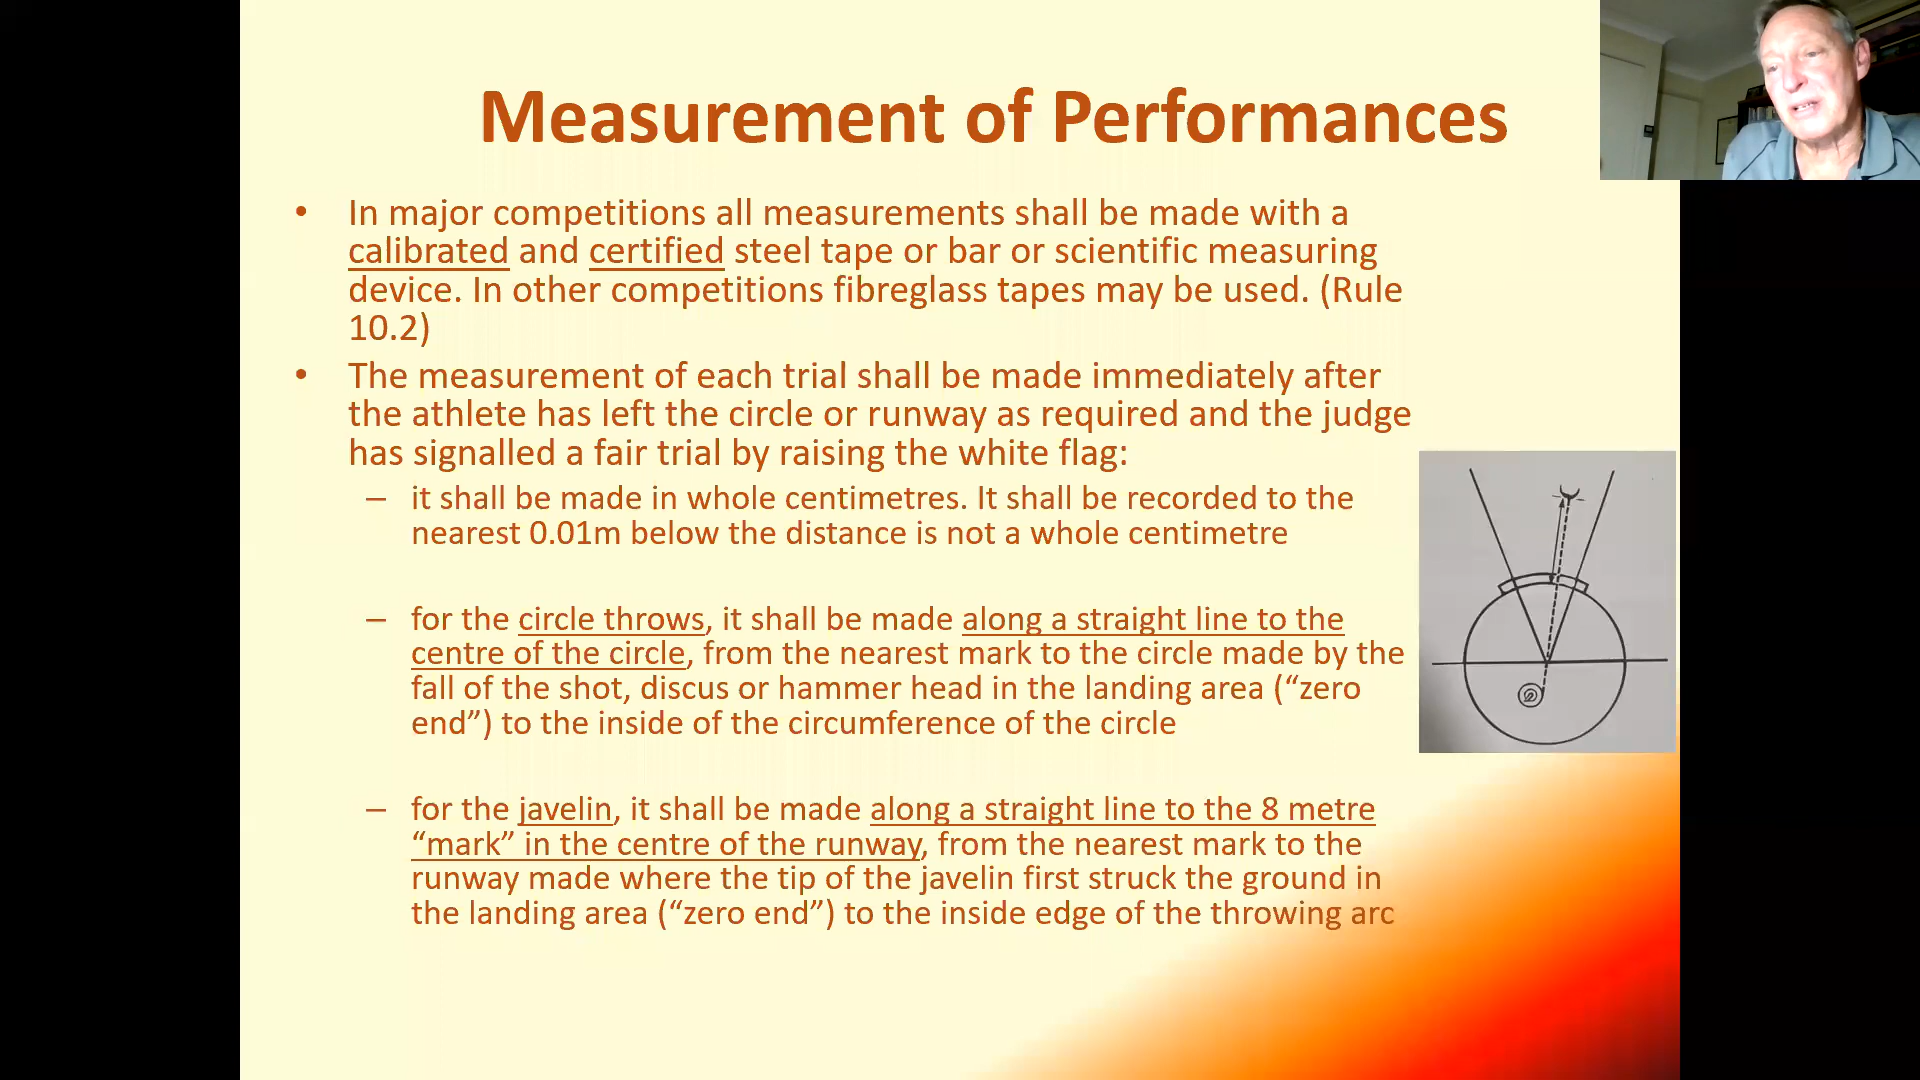 Measurement of Performances
• In major competitions all measurements shall be made with a
calibrated and certified steel tape or bar or scientific measuring
device. In other competitions fibreglass tapes may be used. (Rule
10.2)
• The measurement of each trial shall be made immediately after
the athlete has left the circle or runway as required and the judge
has signalled a fair trial by raising the white flag:
– it shall be made in whole centimetres. It shall be recorded to the
nearest 0.01m below the distance is not a whole centimetre
– for the circle throws, it shall be made along a straight line to the
centre of the circle, from the nearest mark to the circle made by the
fall of the shot, discus or hammer head in the landing area (“zero
end”) to the inside of the circumference of the circle
– for the javelin, it shall be made along a straight line to the 8 metre
“mark” in the centre of the runway, from the nearest mark to the
runway made where the tip of the javelin first struck the ground in
the landing area (“zero end”) to the inside edge of the throwing arc